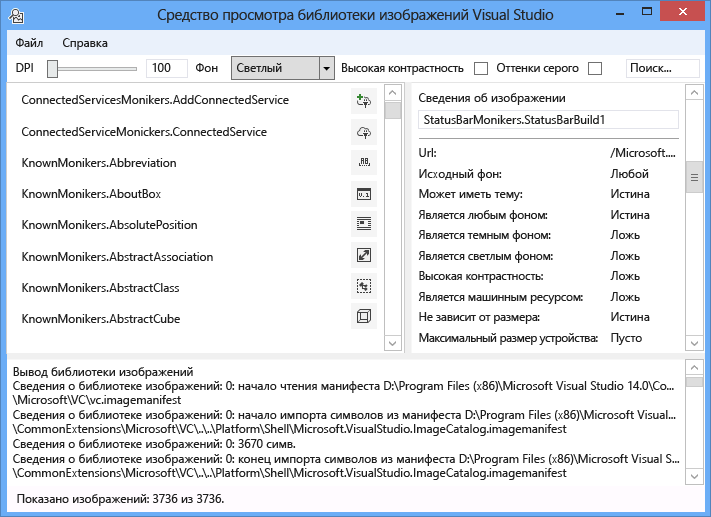 Средство просмотра библиотеки изображений Visual Studio
Файл Справка
DPI 100 Фон Светлый Высокая контрастность Оттенки серого Поиск...
ConnectedServicesMonikers.AddConnectedService
ConnectedServiceMonickers.ConnectedService
KnownMonikers.Abbreviation
KnownMonikers.AboutBox
KnownMonikers.AbsolutePosition
KnownMonikers.AbstractAssociation
KnownMonikers.AbstractClass
KnownMonikers.AbstractCube
Сведения об изображении
StatusBarMonikers.StatusBarBuild1
Url: /Microsoft....
Исходный фон: Любой
Может иметь тему: Истина
Является любым фоном: Истина
Является темным фоном: Ложь
Является светлым фоном: Ложь
Высокая контрастность: Ложь
Является машинным ресурсом: Ложь
Не зависит от размера: Истина
Максимальный размер устройства: Пусто
Вывод библиотеки изображений
Сведения о библиотеке изображений: 0: начало чтения манифеста D:\Program Files (x86)\Microsoft Visual Studio 14.0\Co...
\Microsoft\VC\vc.imagemanifest
Сведения о библиотеке изображений: 0: начало импорта символов из манифеста D:\Program Files (x86)\Microsoft Visual...
\CommonExtensions\Microsoft\VC\..\..\Platform\Shell\Microsoft.VisualStudio.ImageCatalog.imagemanifest
Сведения о библиотеке изображений: 0: 3670 симв.
Сведения о библиотеке изображений: 0: конец импорта символов из манифеста D:\Program Files (x86)\Microsoft Visual S...
\CommonExtensions\Microsoft\VC\..\..\Platform\Shell\Microsoft.VisualStudio.ImageCatalog.imagemanifest
Показано изображений: 3736 из 3736.